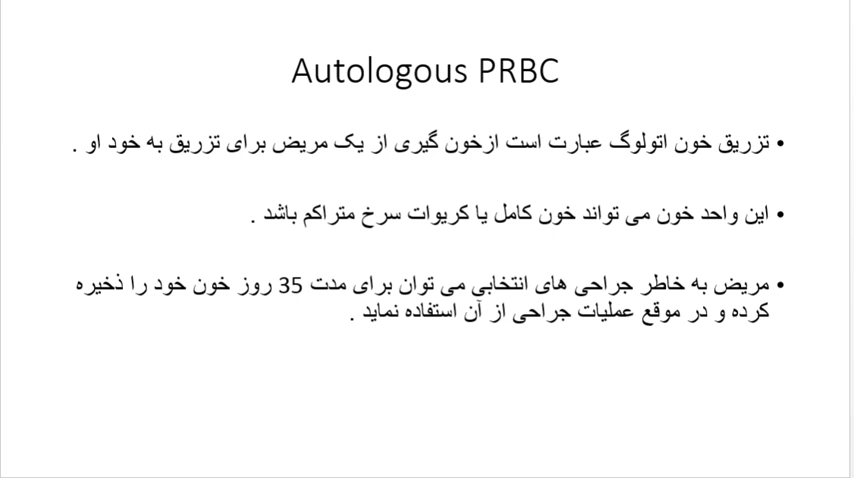 Autologous PRBC
• تزریق خون اتولوگ عبارت است ازخون گیری از یک مریض برای تزریق به خود او .
• این واحد خون می تواند خون کامل یا کریوات سرخ متراکم باشد .
• مریض به خاطر جراحی های انتخابی می توان برای مدت 35 روز خون خود را ذخیره
کرده و در موقع عملیات جراحی از آن استفاده نماید .